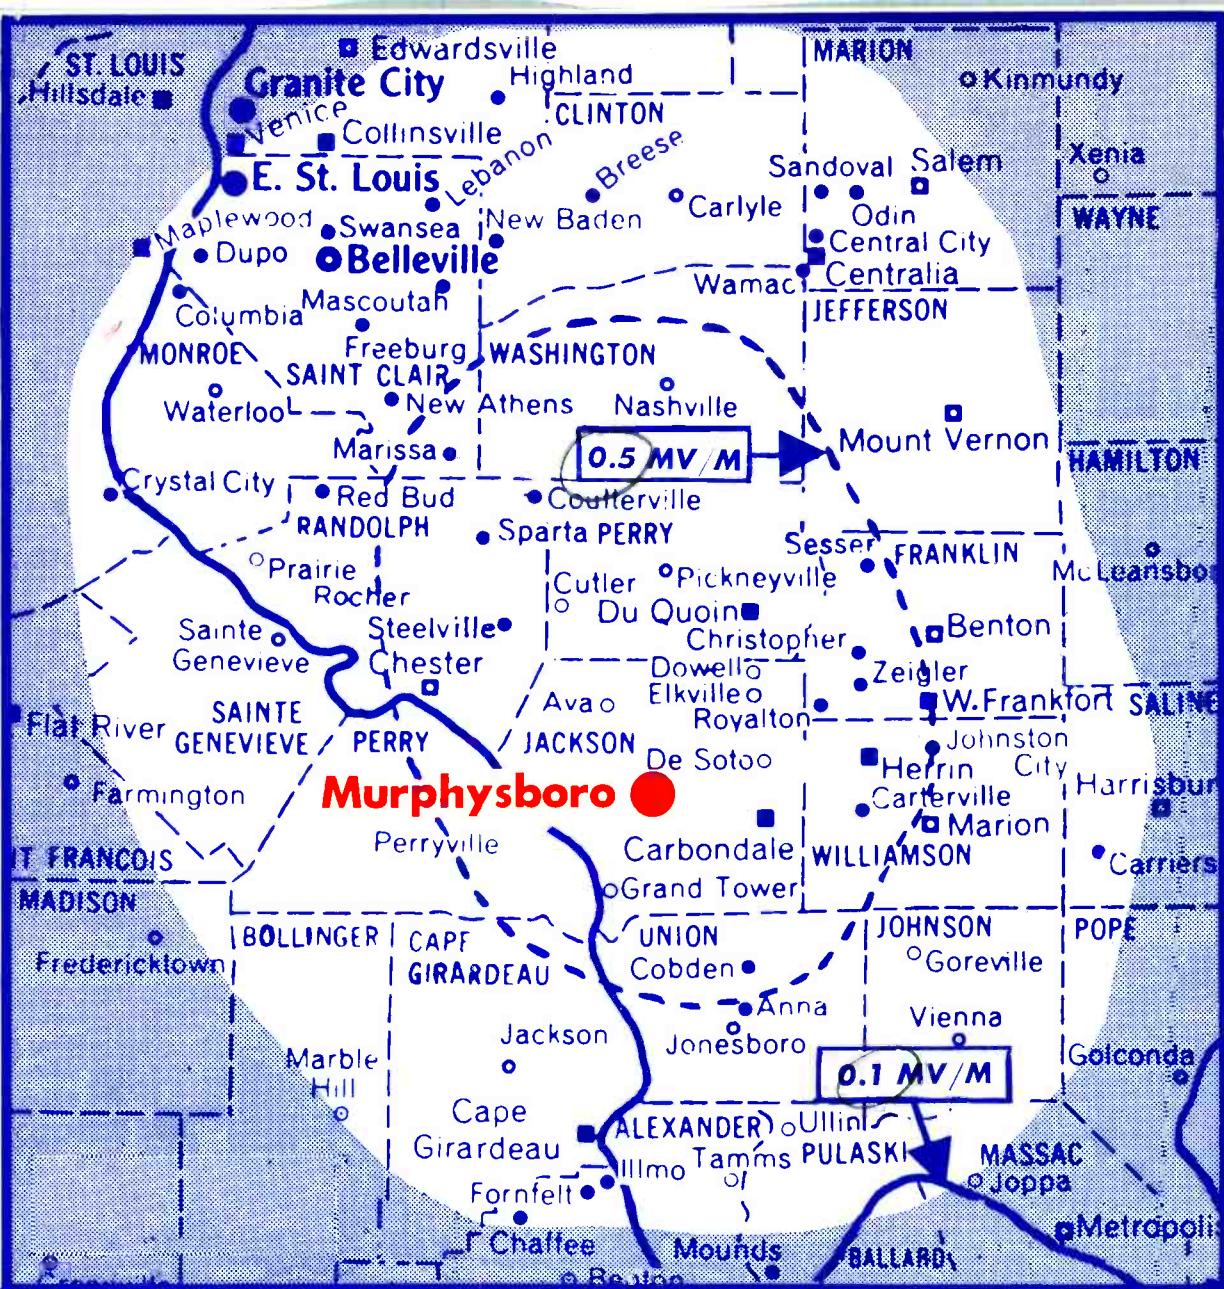 Edwardsville
MARION
ST. LOUIS
Granite City
Highland
Kinmundy
Hillsdale
Venice
CLINTON
Collinsville
Lebanon
Breese
Sandoval
Salem
Xenia
E. St. Louis
Carlyle
Odin
WAYNE
Maplewood
Swansea
New Baden
Central City
Dupo
Belleville
Wamac
Centralia
Columbia
Mascoutah
JEFFERSON
MONROE
Freeburg
WASHINGTON
SAINT CLAIR
Waterloo
New Athens
Nashville
Mount Vernon
Marissa
0.5 MV/M
HAMILTON
Crystal City
Red Bud
Coulterville
RANDOLPH
Sparta
PERRY
Sesser
FRANKLIN
Prairie
Rocher
Cutler
Pickneyville
McLeansbo
Du Quoin
Sainte
Genevieve
Steelville
Christopher
Benton
Chester
Dowell
Zeigler
Ava
Elkville
W. Frankfort
SALINE
SAINTE
GENEVIEVE
Royalton
Flat River
PERRY
JACKSON
De Soto
Johnston
City
Herrin
Farmington
Murphysboro
Carterville
Harrisbur
Perryville
Marion
ST FRANCOIS
Carbondale
WILLIAMSON
Carriers
MADISON
Grand Tower
BOLLINGER
CAPE
GIRARDEAU
UNION
JOHNSON
POPE
Fredericktown
Cobden
Goreville
Anna
Jackson
Jonesboro
Vienna
Marble
Hill
0.1 MV/M
Golconda
Cape
Girardeau
ALEXANDER
Ullin
Illmo
Tamms
PULASKI
MASSAC
Joppa
Fornfelt
Chaffee
Mounds
BALLARD
Metropolis